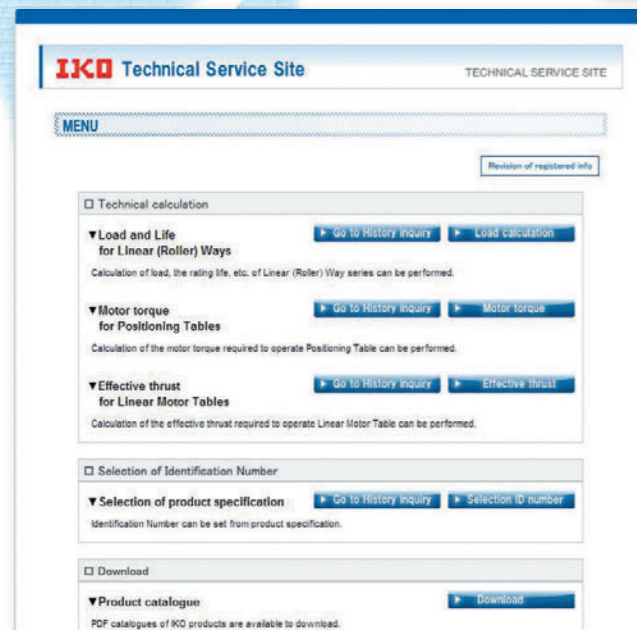 IKO Technical Service Site
TECHNICAL SERVICE SITE
MENU
Revision of registered info
Technical calculation
▼Load and Life
for Linear (Roller) Ways
Go to History inquiry
Load calculation
Calculation of load, the rating life, etc. of Linear (Roller) Way series can be performed.
▼Motor torque
for Positioning Tables
Go to History inquiry
Motor torque
Calculation of the motor torque required to operate Positioning Table can be performed.
▼Effective thrust
for Linear Motor Tables
Go to History inquiry
Effective thrust
Calculation of the effective thrust required to operate Linear Motor Table can be performed.
Selection of Identification Number
▼Selection of product specification
Go to History inquiry
Selection ID number
Identification Number can be set from product specification.
Download
▼Product catalogue
Download
PDF catalogues of IKO products are available to download.